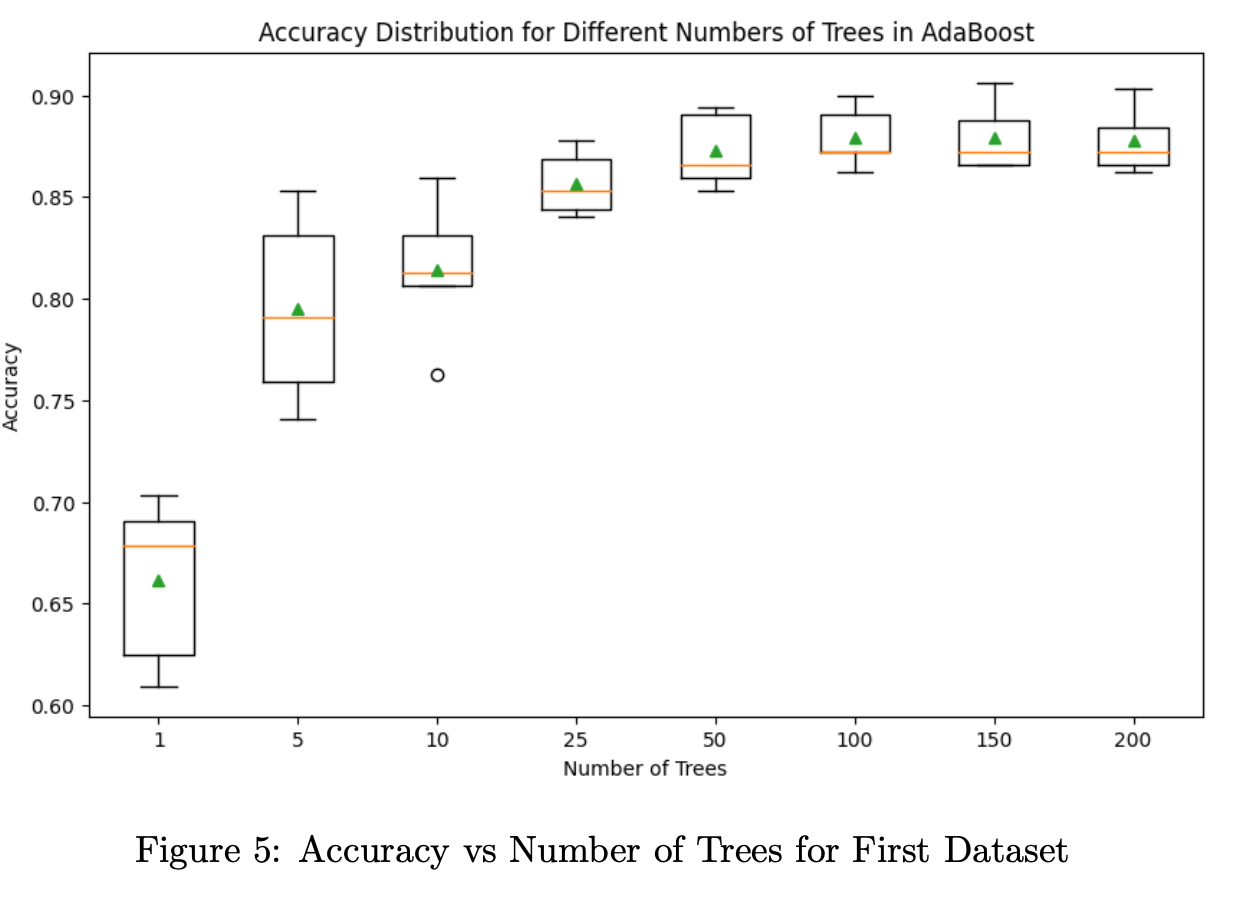 Accuracy Distribution for Different Numbers of Trees in AdaBoost
Accuracy
0.90
0.85
0.80
0.75
0.70
0.65
0.60
1 5 10 25 50 100 150 200
Number of Trees
Figure 5: Accuracy vs Number of Trees for First Dataset